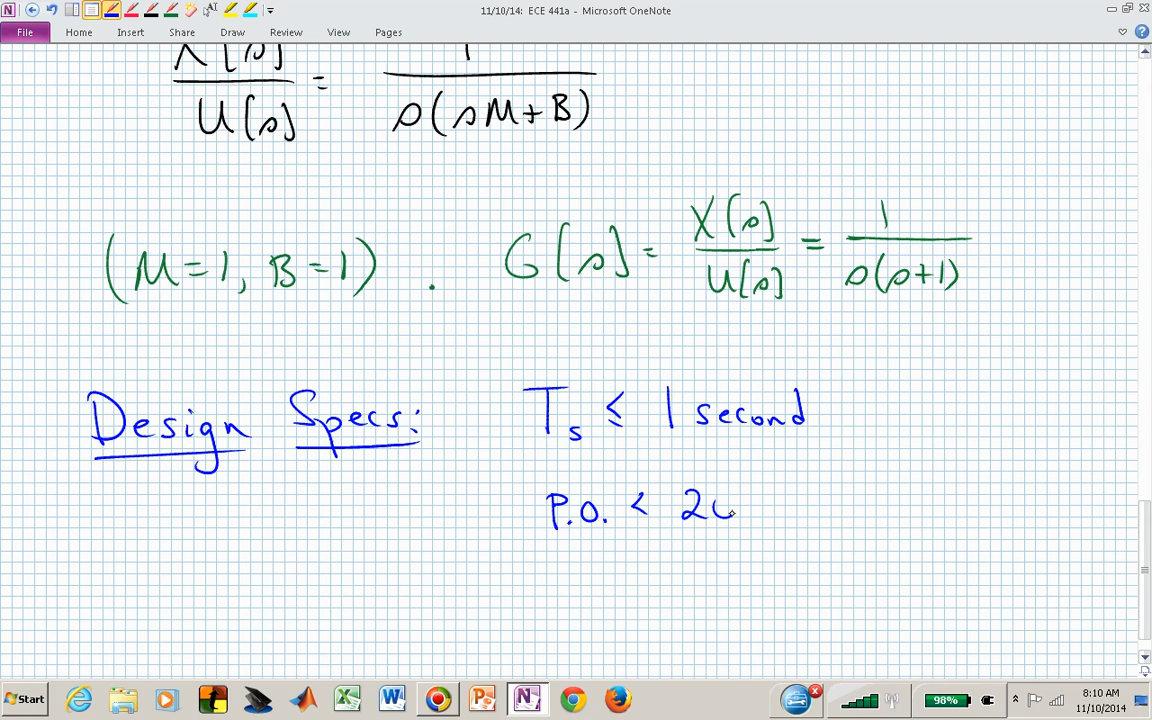 11/10/14: ECE 441a - Microsoft OneNote
File Home Insert Share Draw Review View Pages
X(s)/U(s) = 1/(s(sM+B))
(M=1, B=1) . G(s) = X(s)/U(s) = 1/(s(s+1))
Design Specs: Ts ≤ 1 second
P.O. < 2
Start
98%
8:10 AM
11/10/2014